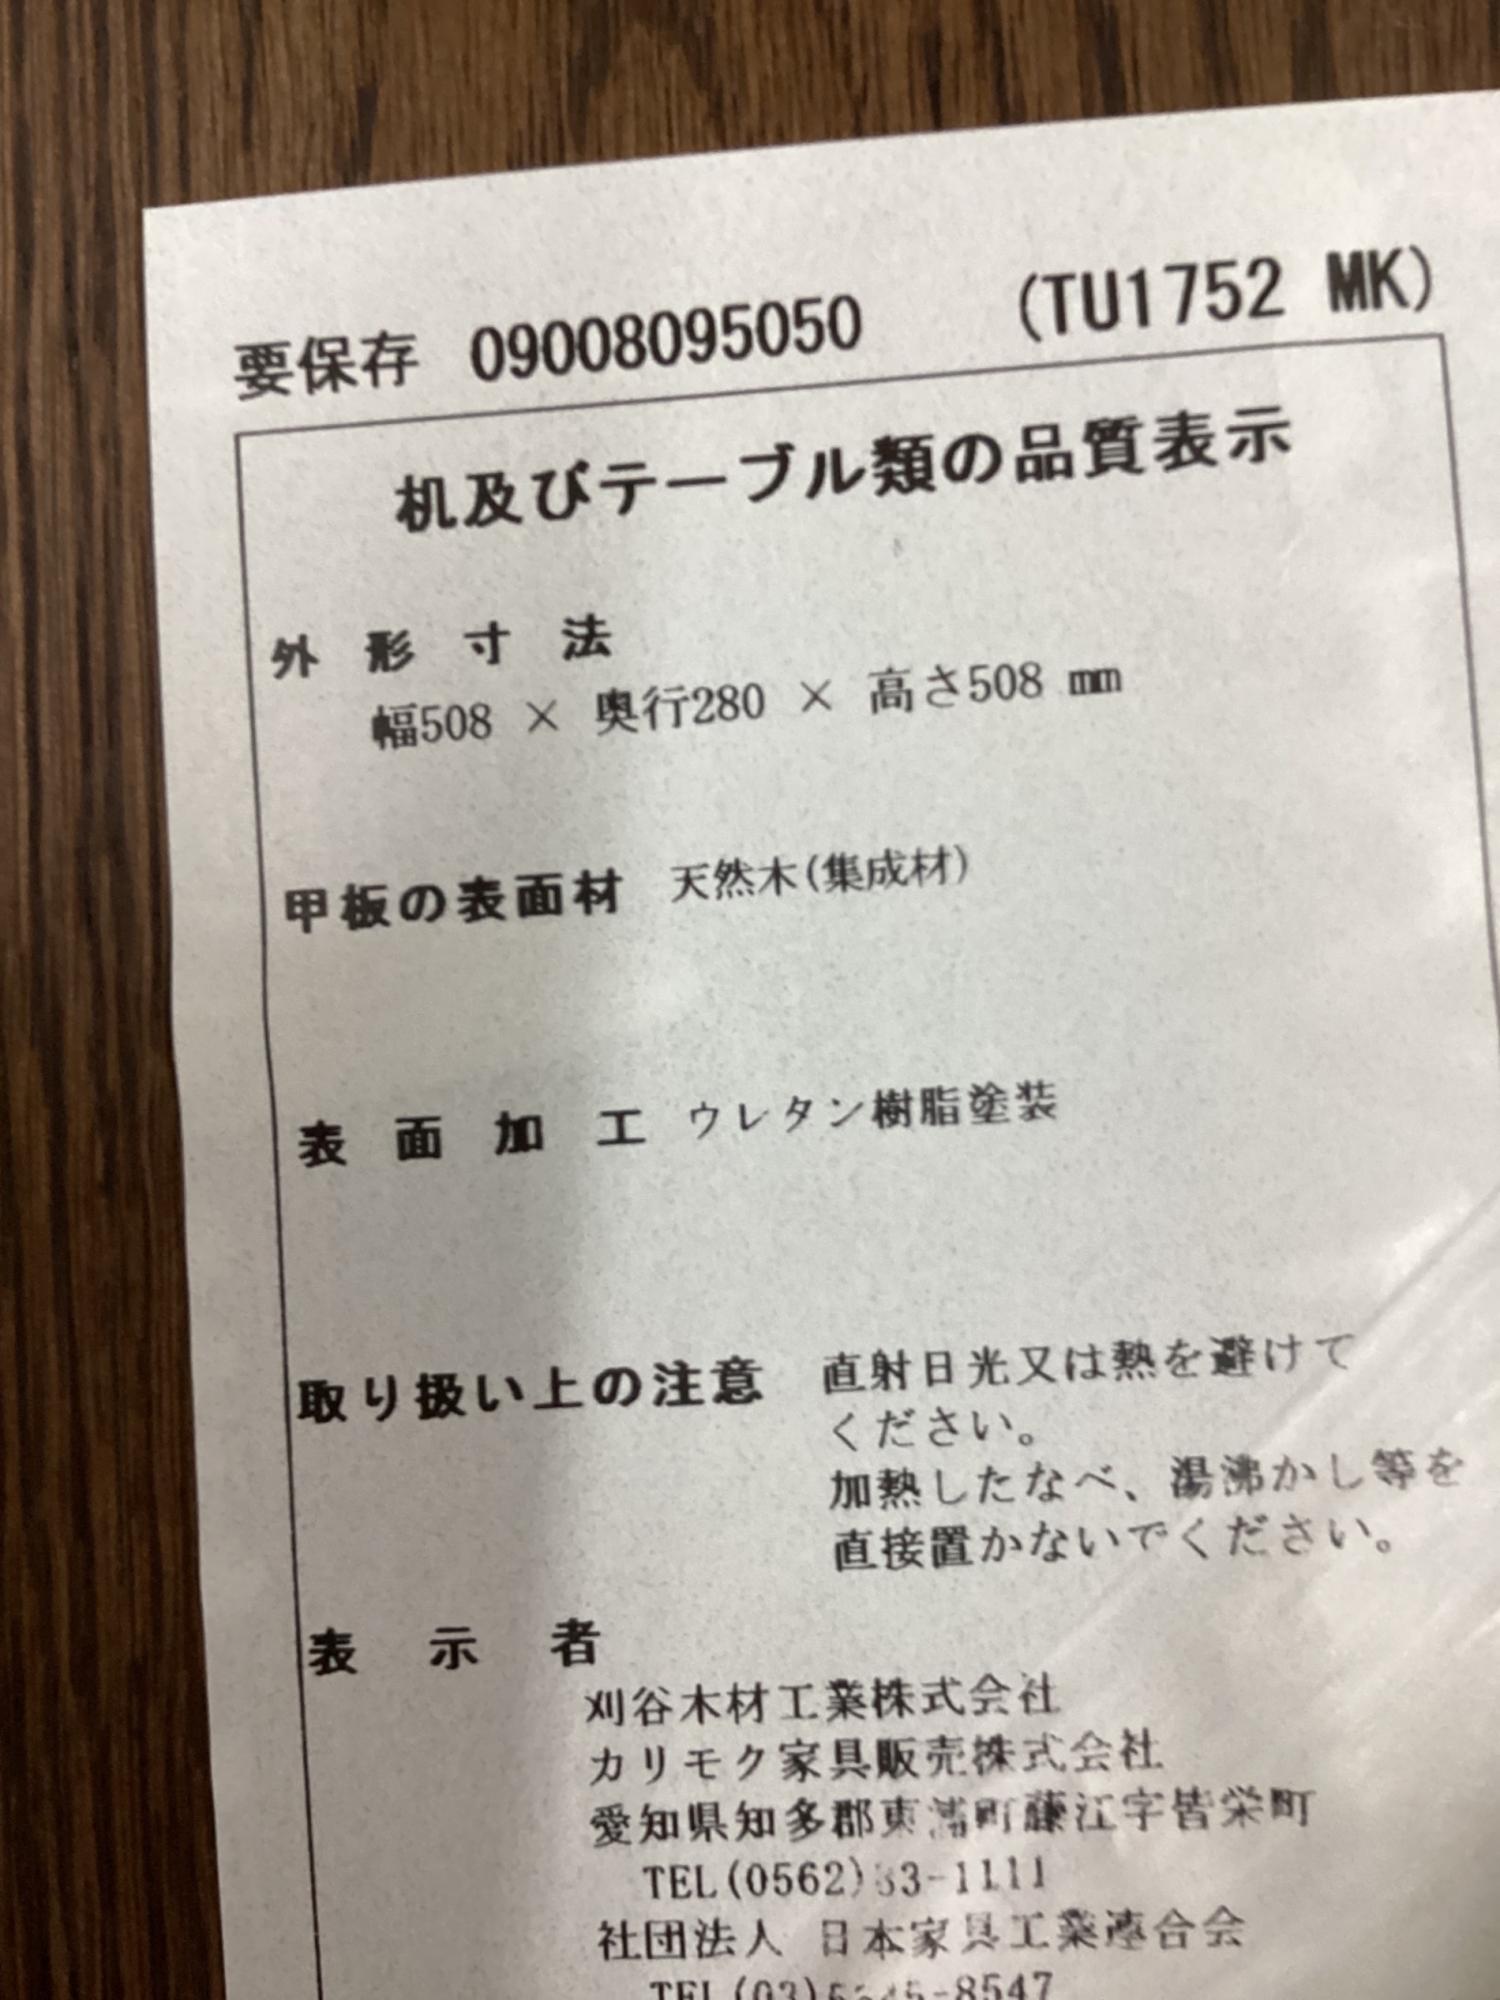 要保存 09008095050 (TU1752 MK)
机及びテーブル類の品質表示
外形寸法
幅508 × 奥行280 × 高さ508 mm
甲板の表面材 天然木(集成材)
表面加工 ウレタン樹脂塗装
取り扱い上の注意 直射日光又は熱を避けて
ください。
加熱したなべ、湯沸かし等を
直接置かないでください。
表示者
刈谷木材工業株式会社
カリモク家具販売株式会社
愛知県知多郡東浦町藤江字皆栄町
TEL(0562)83-1111
社団法人 日本家具工業連合会
TEL(03)